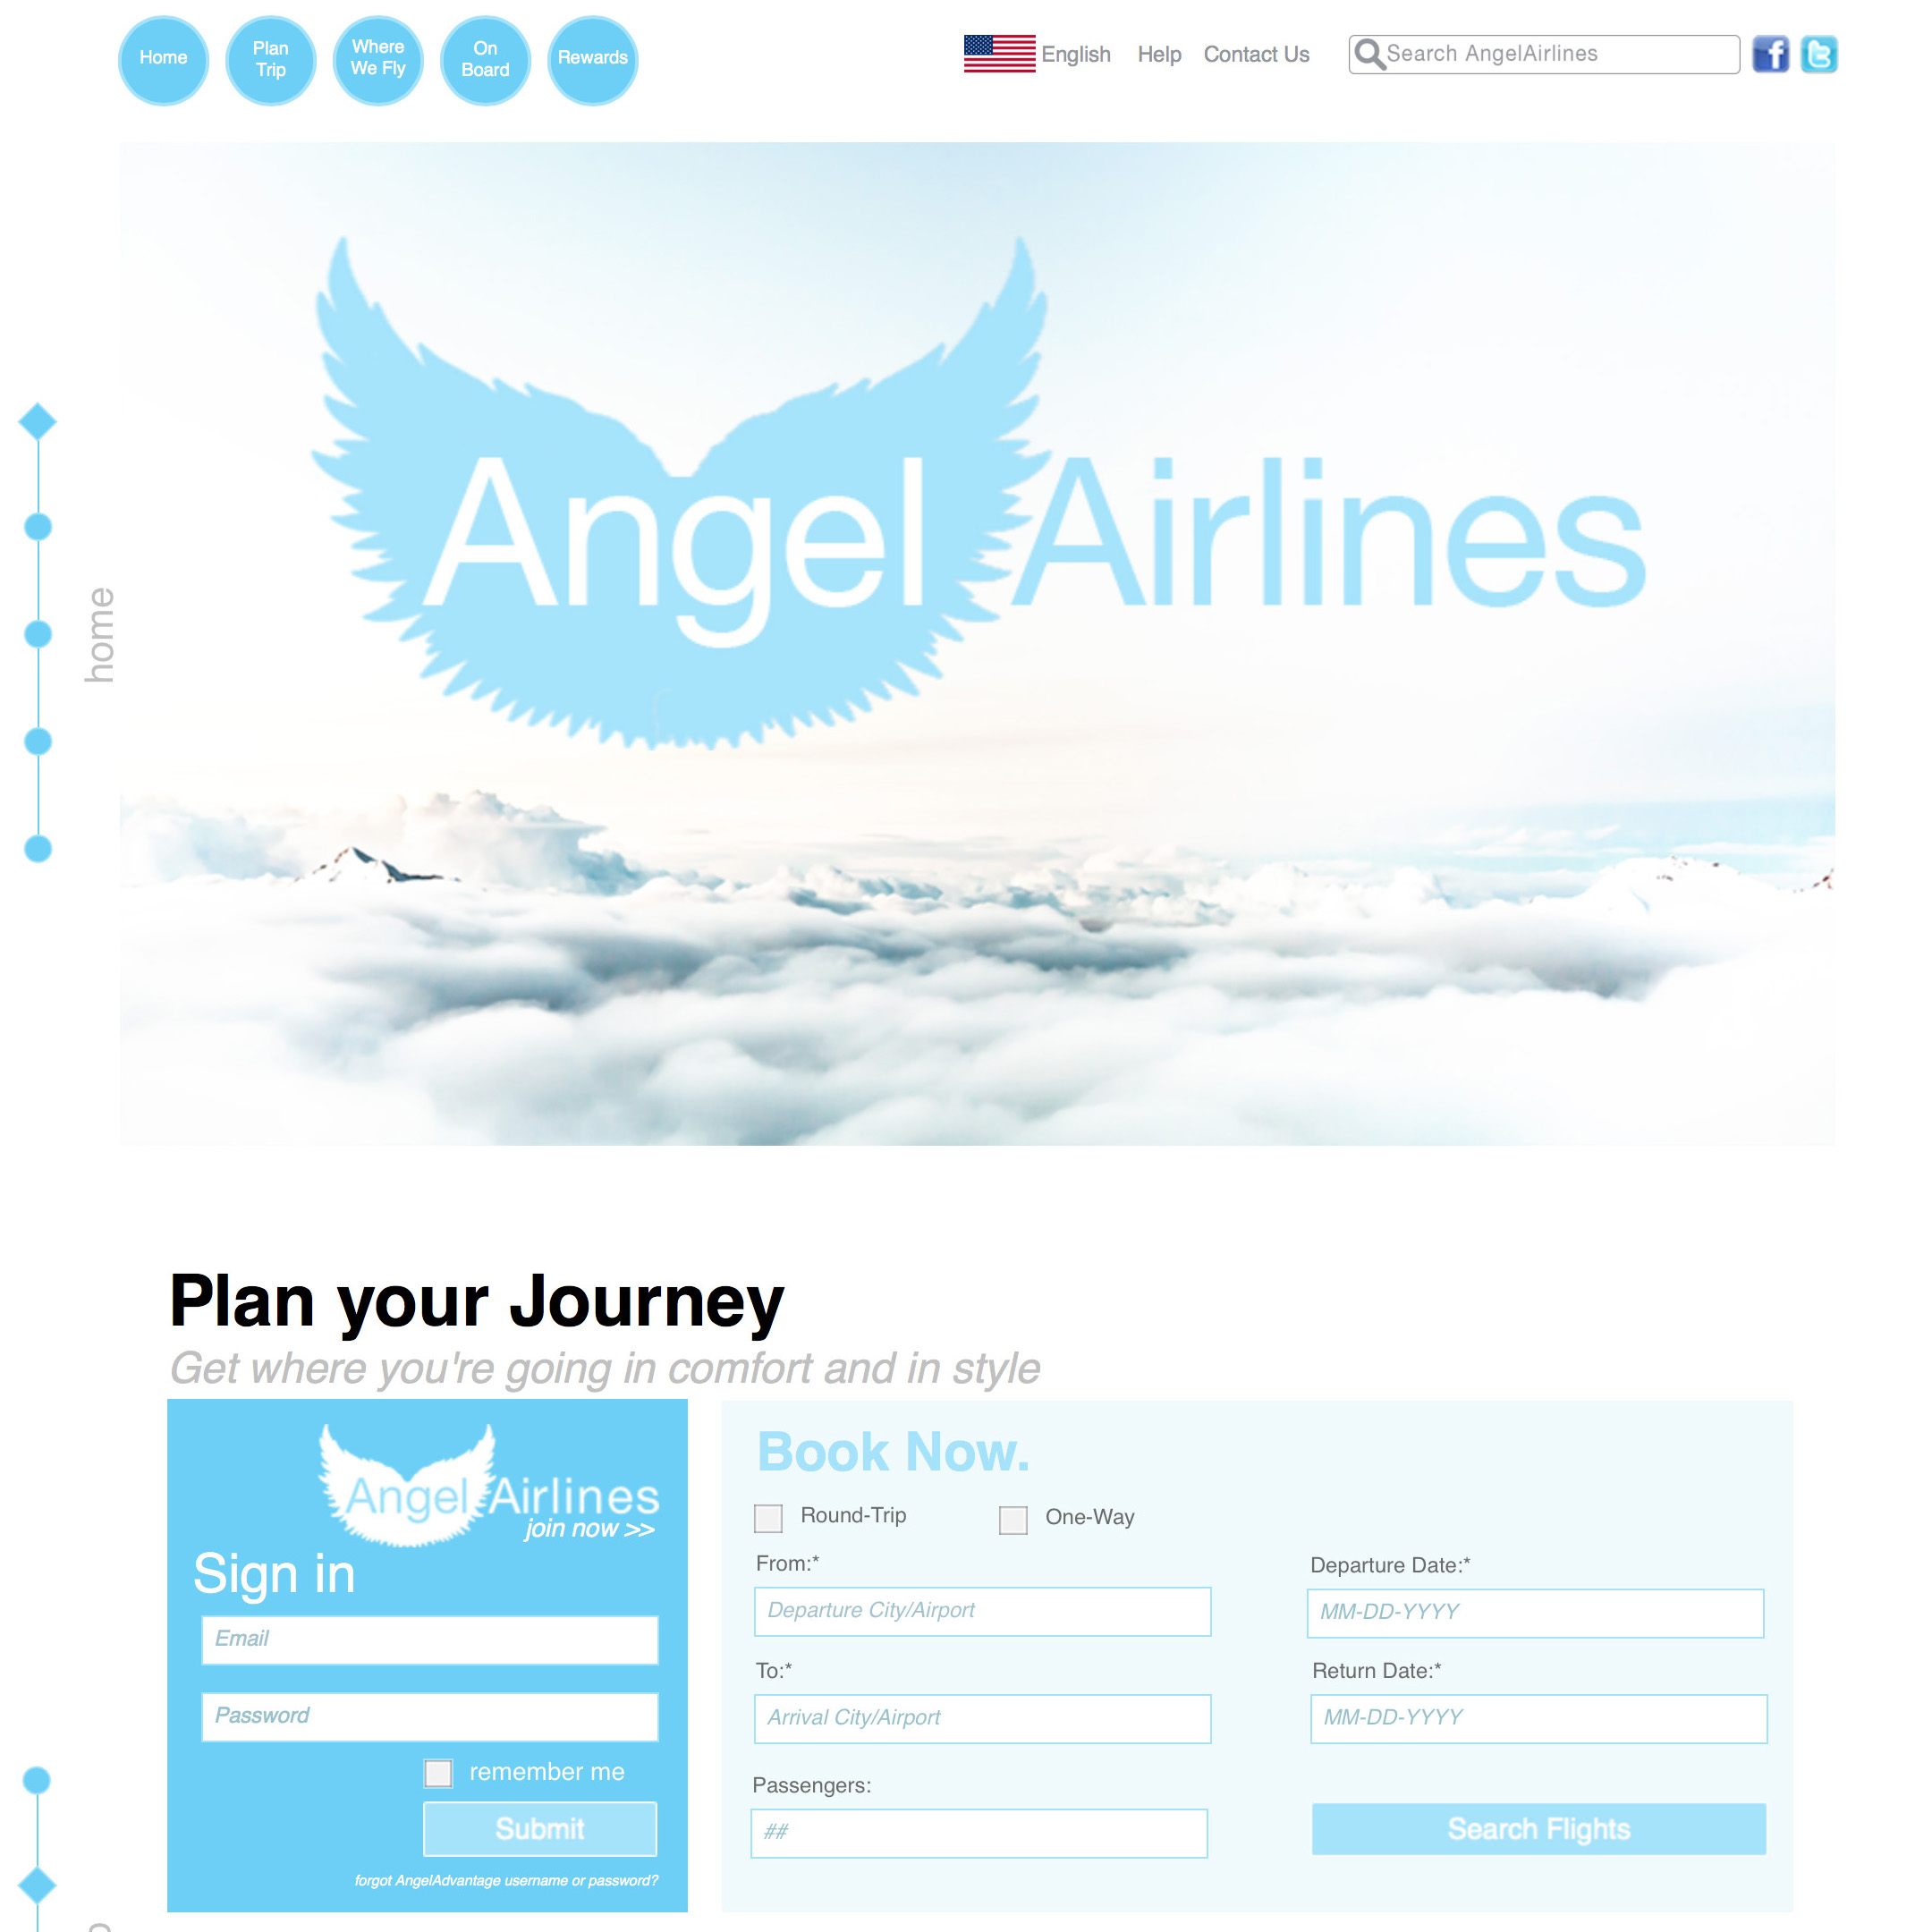 Home
Plan
Trip
Where
We Fly
On
Board
Rewards
English
Help
Contact Us
Search AngelAirlines
f
t
home
Angel Airlines
Plan your Journey
Get where you're going in comfort and in style
Angel Airlines
join now >>
Sign in
Email
Password
remember me
Submit
forgot AngelAdvantage username or password?
Book Now.
Round-Trip
One-Way
From:*
Departure City/Airport
Departure Date:*
MM-DD-YYYY
To:*
Arrival City/Airport
Return Date:*
MM-DD-YYYY
Passengers:
##
Search Flights